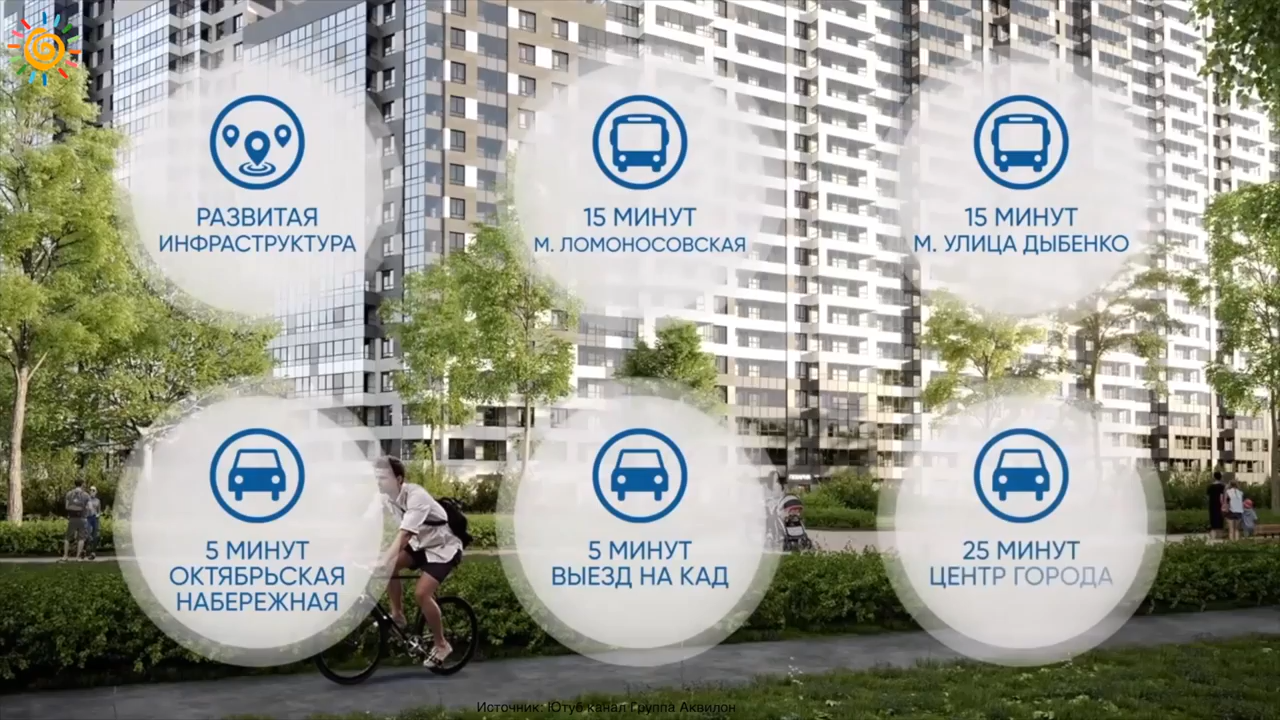 РАЗВИТАЯ
ИНФРАСТРУКТУРА
15 МИНУТ
М. ЛОМОНОСОВСКАЯ
15 МИНУТ
М. УЛИЦА ДЫБЕНКО
5 МИНУТ
ОКТЯБРЬСКАЯ
НАБЕРЕЖНАЯ
5 МИНУТ
ВЫЕЗД НА КАД
25 МИНУТ
ЦЕНТР ГОРОДА
Источник: Ютуб канал Группа Аквилон